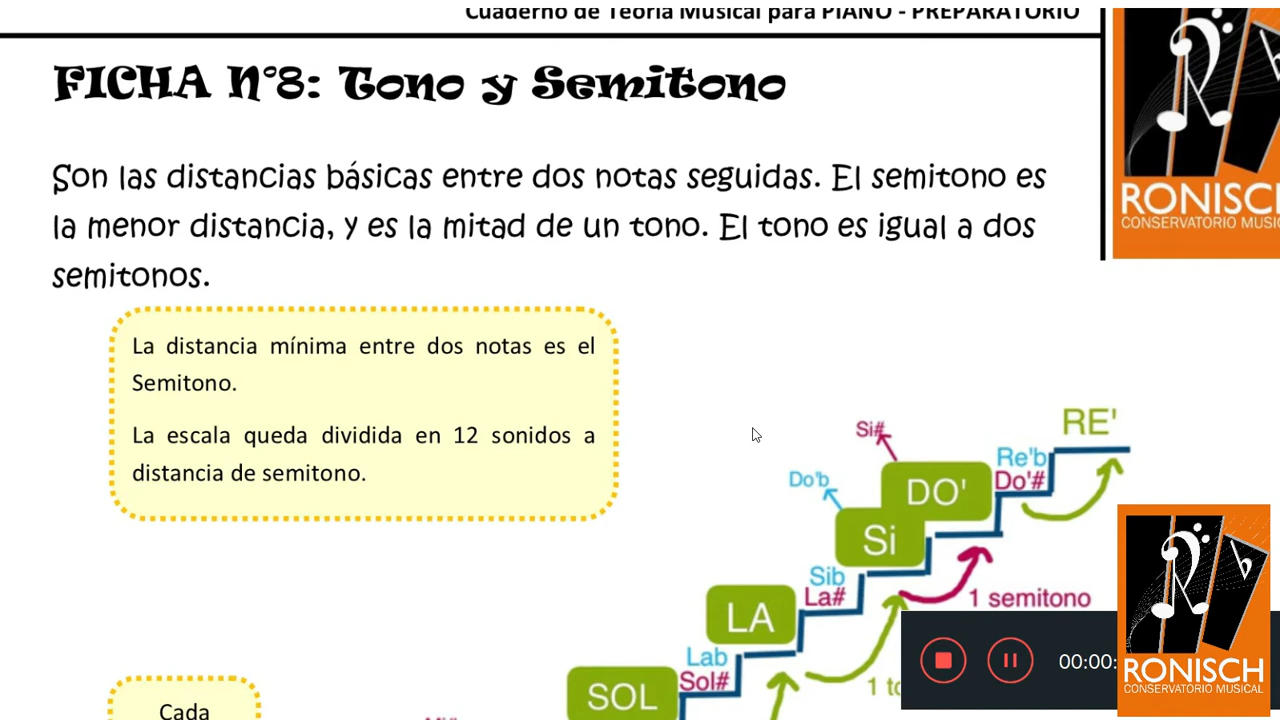 Cuaderno de Teoría Musical para PIANO - PREPARATORIO
FICHA N°8: Tono y Semitono
Son las distancias básicas entre dos notas seguidas. El semitono es
la menor distancia, y es la mitad de un tono. El tono es igual a dos
semitonos.
RONISCH
CONSERVATORIO MUSI
La distancia mínima entre dos notas es el
Semitono.
La escala queda dividida en 12 sonidos a
distancia de semitono.
RE'
Si#
Re'b
Do'#
Do'b
DO'
Si
Sib
La#
1 semitono
LA
Lab
Sol#
SOL
00:00:
RONISCH
CONSERVATORIO MUSICAL
Cada